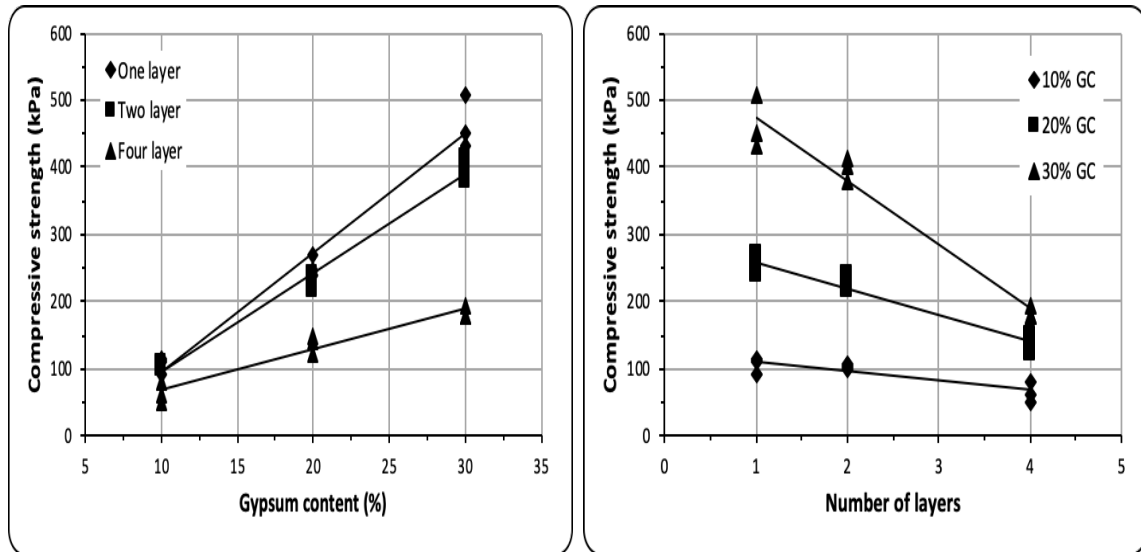 Compressive strength (kPa)
600
500
400
300
200
100
0
One layer
Two layer
Four layer
5 10 15 20 25 30 35
Gypsum content (%)
Compressive strength (kPa)
600
500
400
300
200
100
0
10% GC
20% GC
30% GC
0 1 2 3 4 5
Number of layers